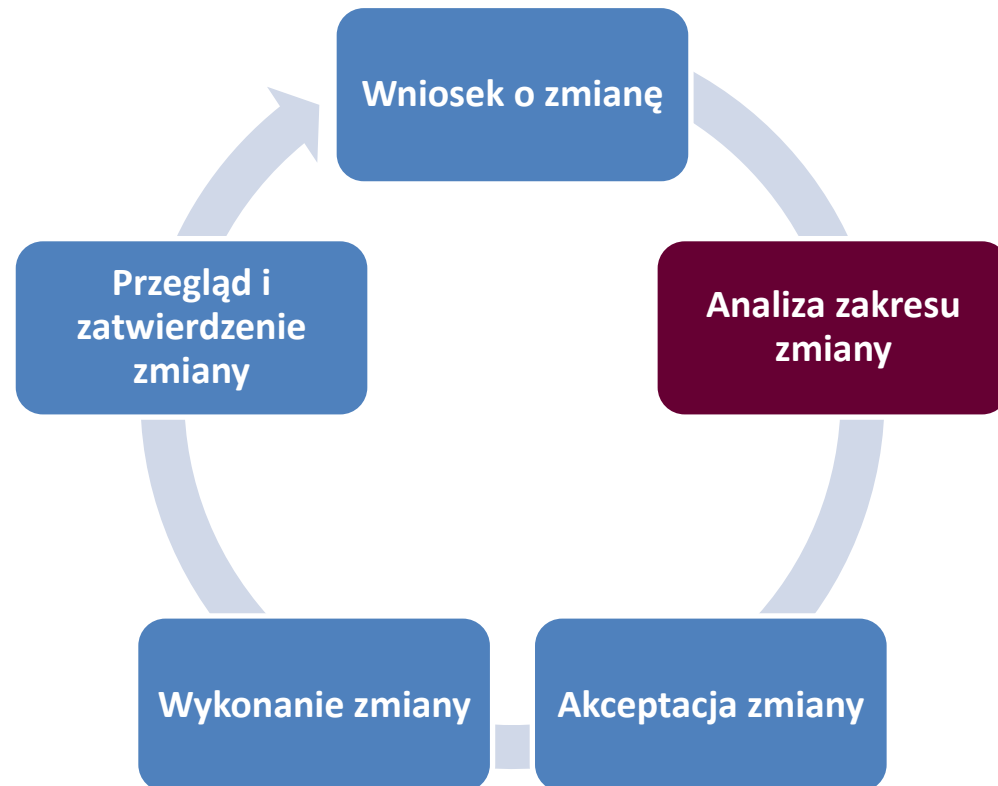 Wniosek o zmianę
Analiza zakresu
zmiany
Akceptacja zmiany
Wykonanie zmiany
Przegląd i
zatwierdzenie
zmiany